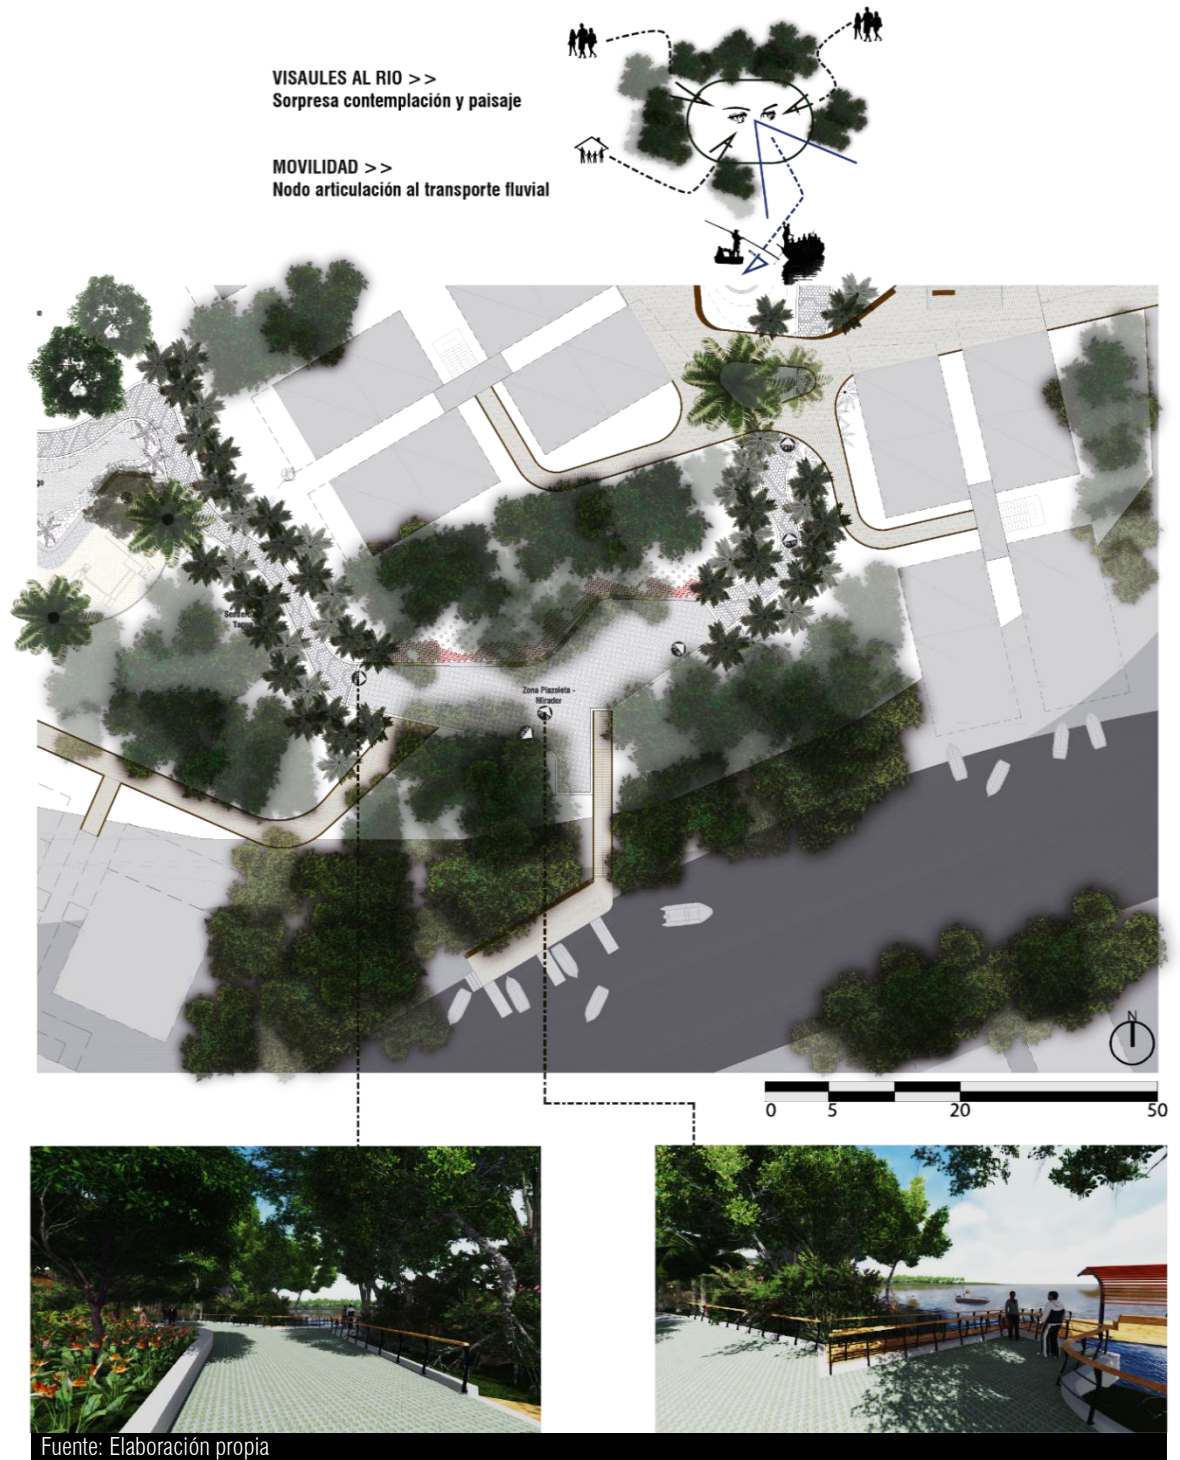 VISAULES AL RIO >>
Sorpresa contemplación y paisaje
MOVILIDAD >>
Nodo articulación al transporte fluvial
Zona Plazoleta -
Mirador
N
0 5 20 50
Fuente: Elaboración propia